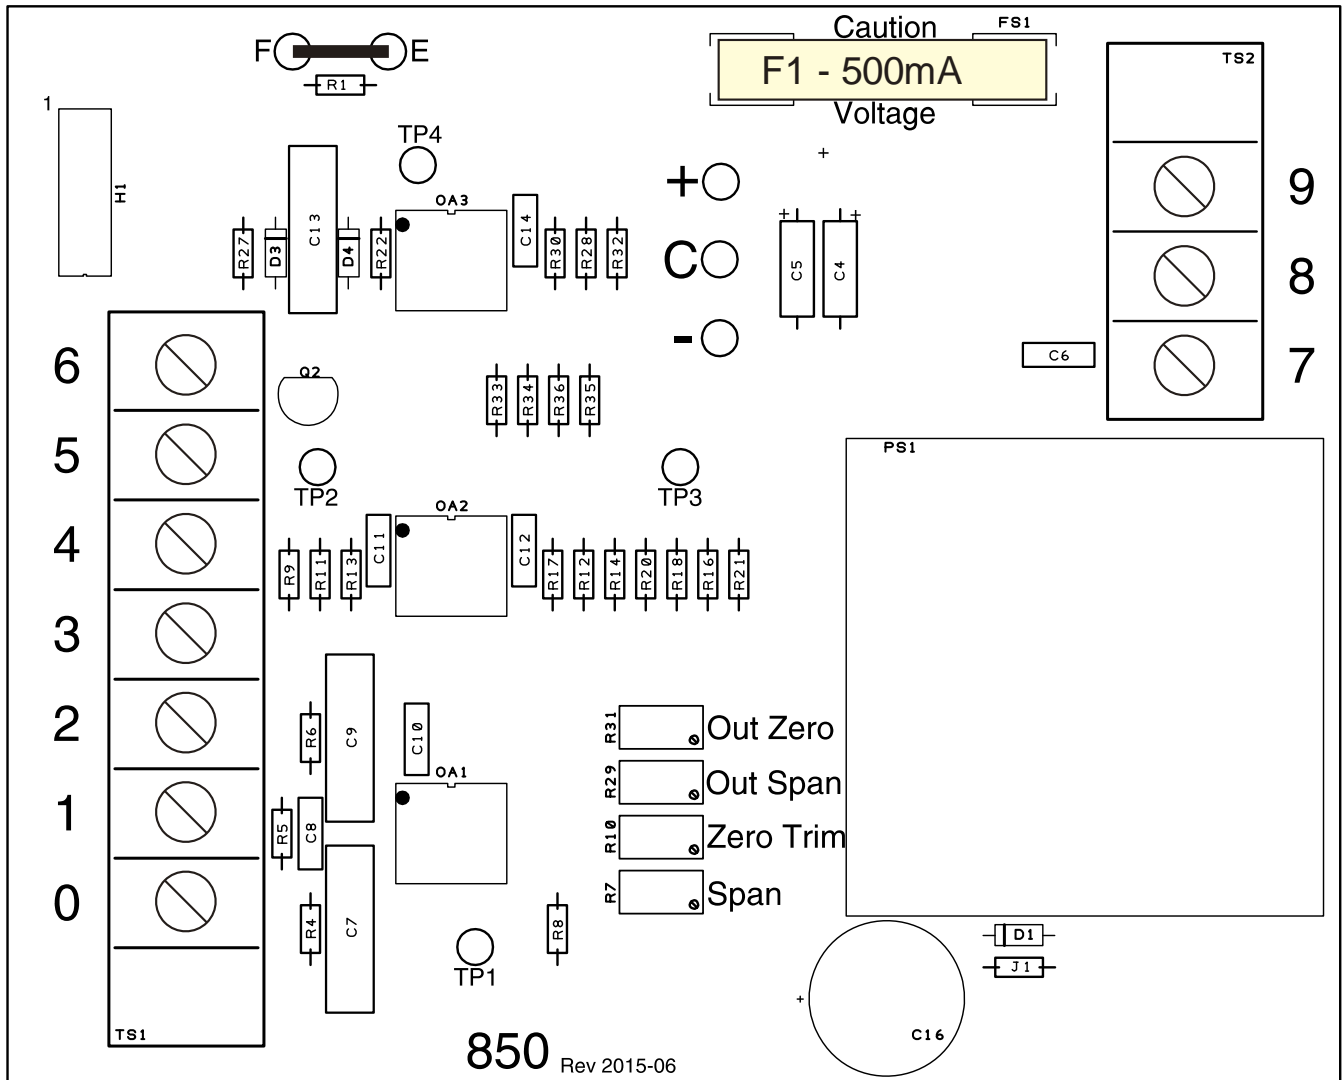 Caution
FS1
F
E
F1 - 500mA
TS2
R1
Voltage
1
H1
TP4
+
+
OA3
9
R27
D3
C13
D4
R22
C14
R30
R28
R32
C
+
+
C5
C4
8
-
C6
7
6
Q2
R33
R34
R36
R35
5
TP2
TP3
PS1
OA2
4
R9
R11
R13
C11
C12
R17
R12
R14
R20
R18
R16
R21
3
2
R6
C9
C10
R31
Out Zero
OA1
R29
Out Span
1
R5
C8
R10
Zero Trim
0
R7
Span
R4
C7
R8
D1
TP1
J1
+
TS1
C16
850
Rev 2015-06